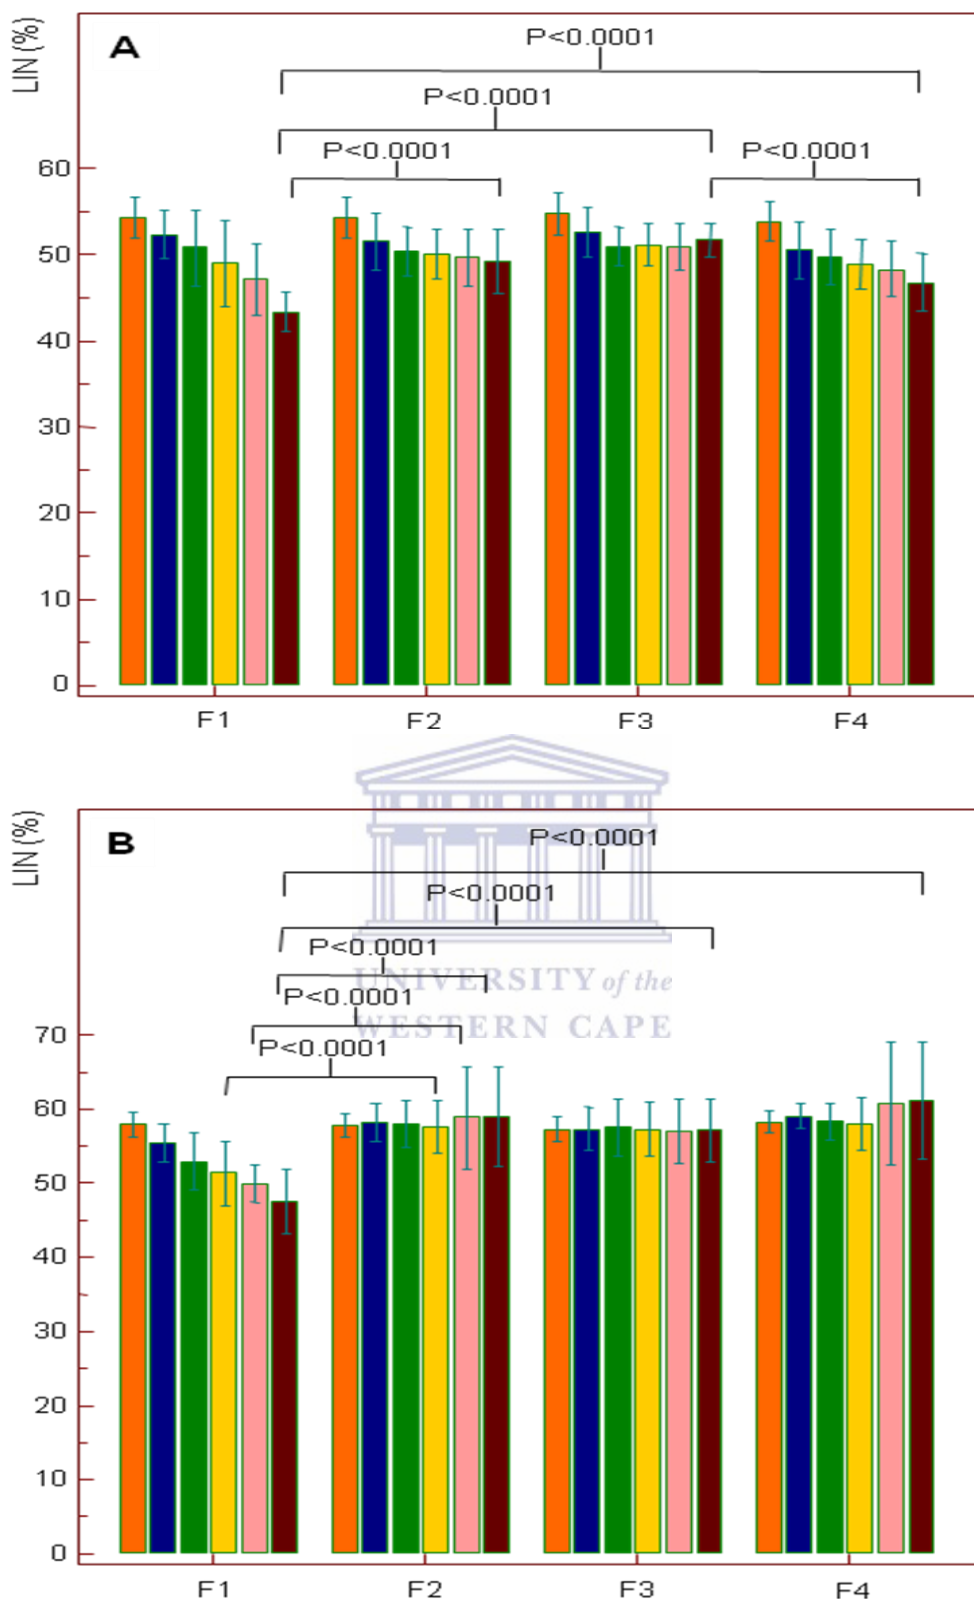 LIN (%)
A
P<0.0001
P<0.0001
P<0.0001 P<0.0001
60
50
40
30
20
10
0
F1 F2 F3 F4
LIN (%)
B
P<0.0001
P<0.0001
P<0.0001
UNIVERSITY of the
P<0.0001
WESTERN CAPE
70
P<0.0001
60
50
40
30
20
10
0
F1 F2 F3 F4